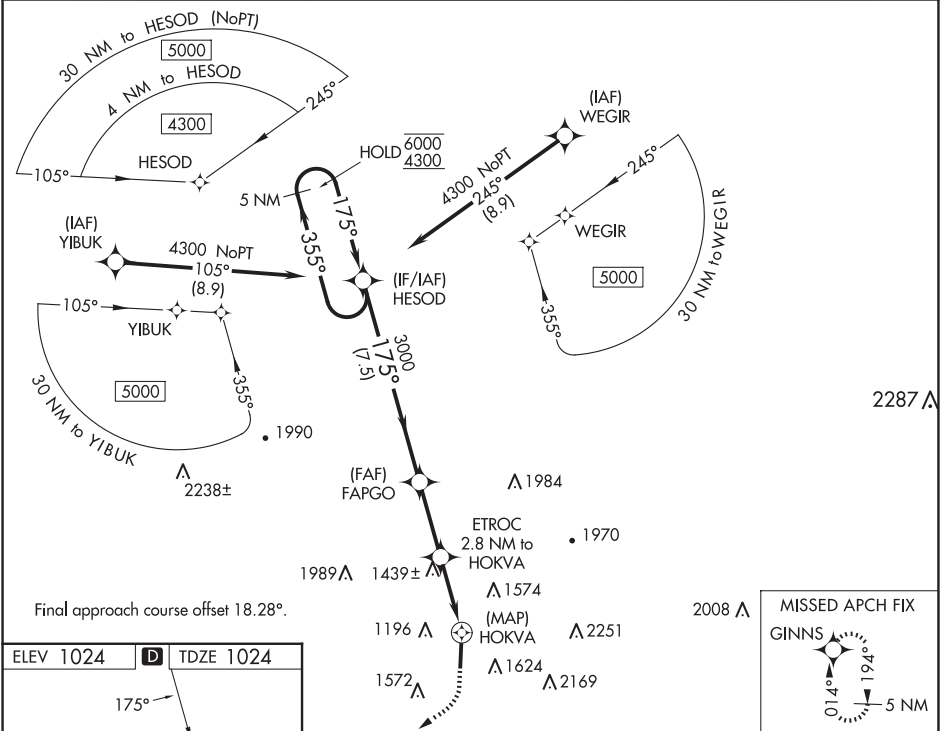 30 NM to HESOD (NoPT)
5000
4 NM to HESOD
4300
HESOD
105°
245°
HOLD 6000
4300
5 NM
175°
355°
(IAF)
WEGIR
4300 NoPT
245°
(8.9)
245°
WEGIR
5000
355°
30 NM to WEGIR
(IAF)
YIBUK
4300 NoPT
105°
(8.9)
(IF/IAF)
HESOD
105°
YIBUK
5000
355°
30 NM to YIBUK
3000
175°
(7.5)
2287
1990
2238±
(FAF)
FAPGO
1984
ETROC
2.8 NM to
HOKVA
1970
1989
1439±
1574
Final approach course offset 18.28°.
2008
1196
(MAP)
HOKVA
2251
1624
1572
2169
MISSED APCH FIX
GINNS
014°
194°
5 NM
ELEV 1024
D
TDZE 1024
175°